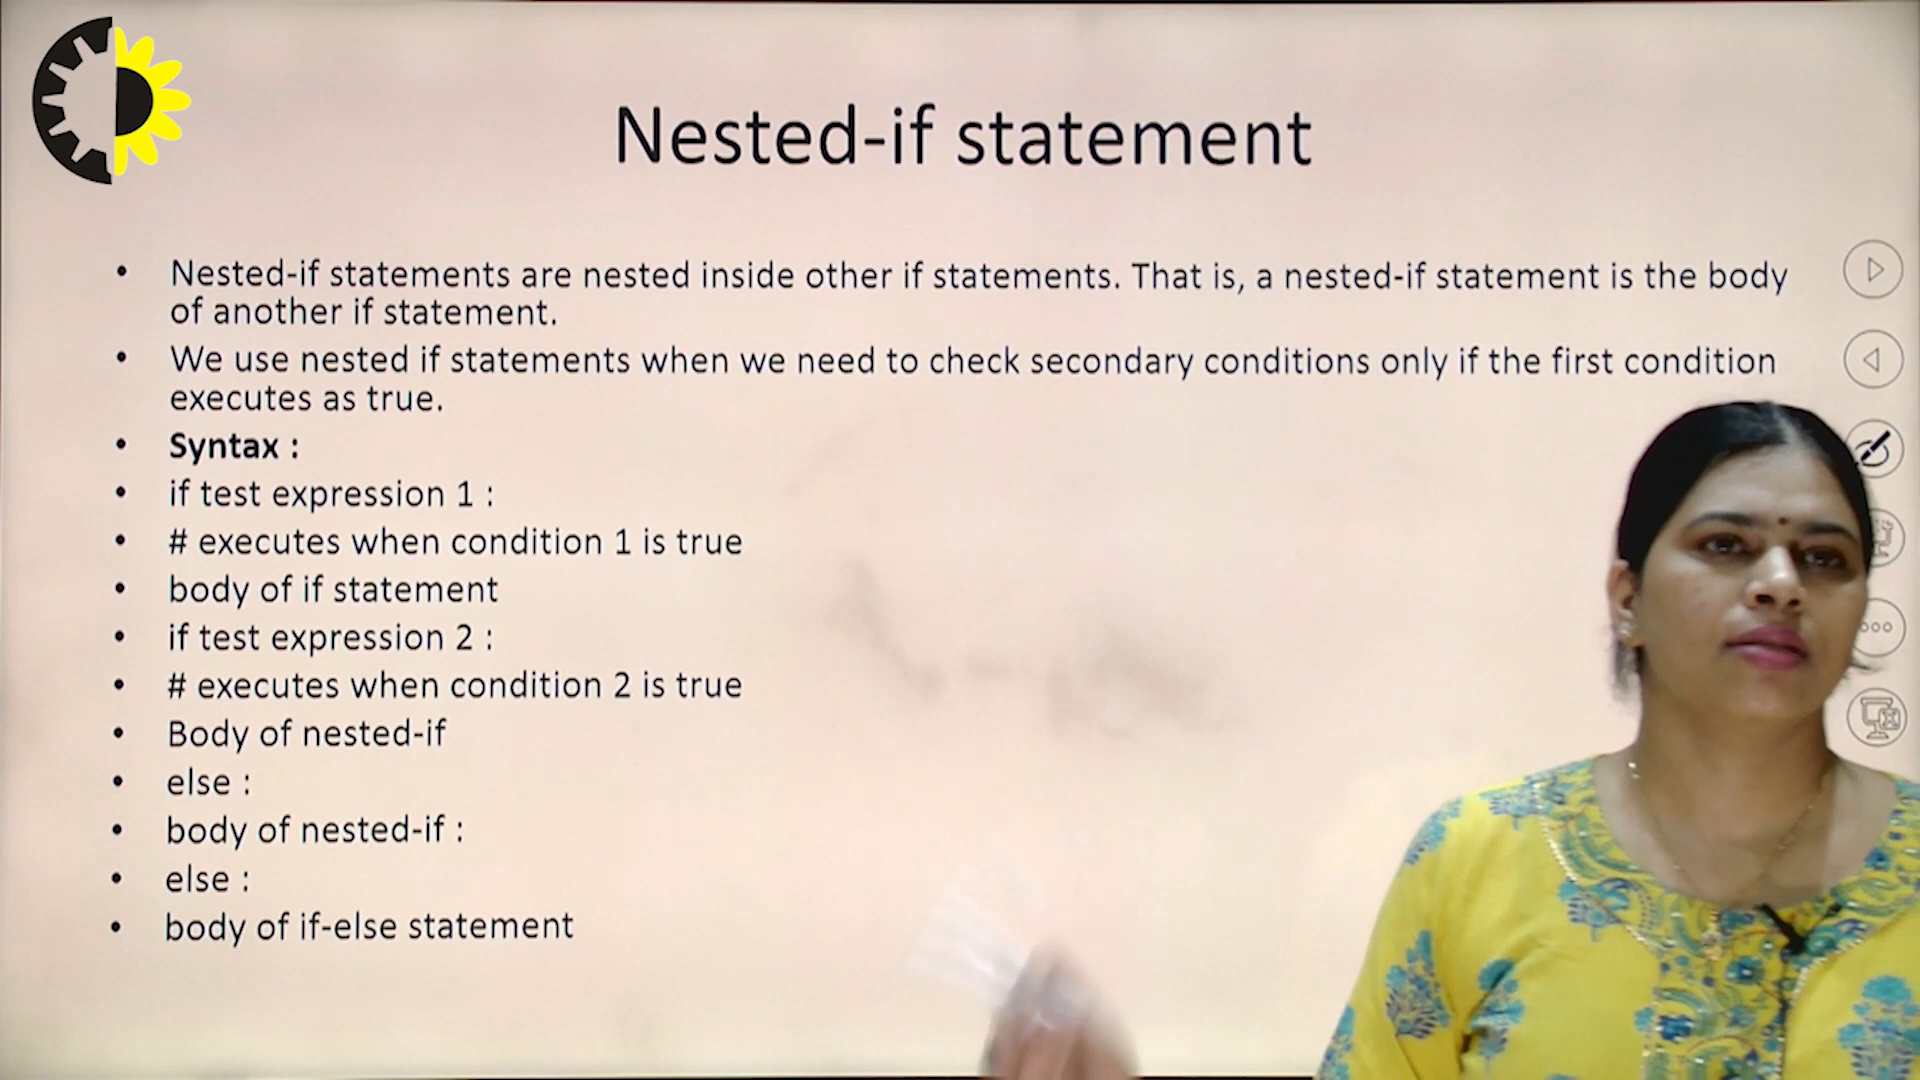 Nested-if statement
• Nested-if statements are nested inside other if statements. That is, a nested-if statement is the body
of another if statement.
• We use nested if statements when we need to check secondary conditions only if the first condition
executes as true.
• Syntax :
• if test expression 1 :
• # executes when condition 1 is true
• body of if statement
• if test expression 2 :
• # executes when condition 2 is true
• Body of nested-if
• else :
• body of nested-if :
• else :
• body of if-else statement